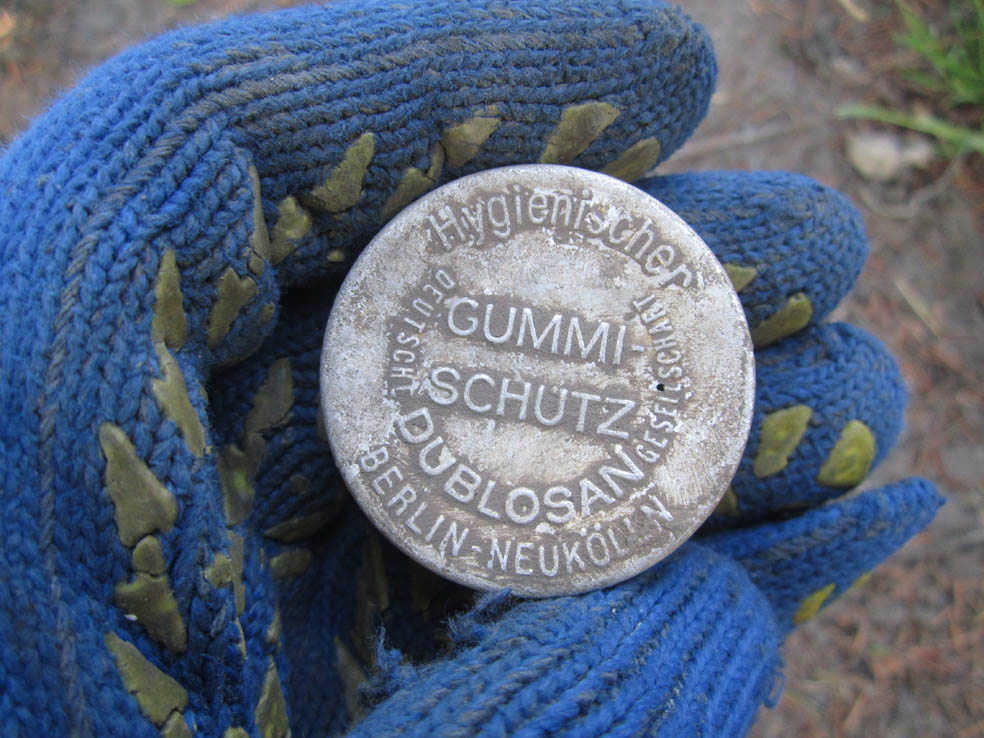 Hygienischer
GUMMI-
SCHUTZ
DEUTSCHE DUBLOSAN GESELLSCHAFT
BERLIN-NEUKÖLLN